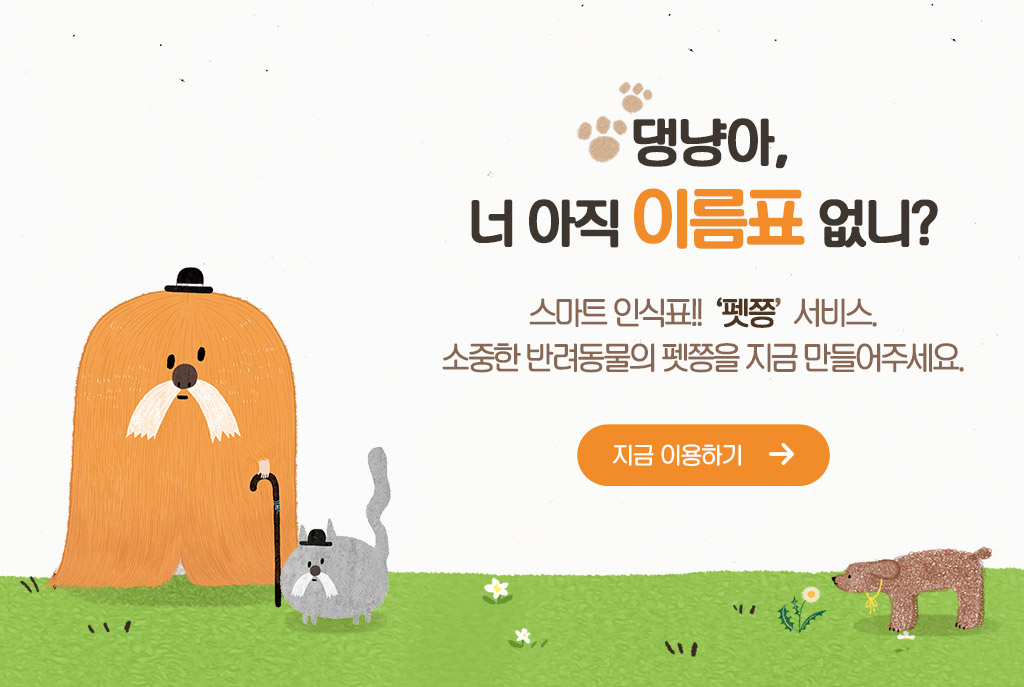 댕냥아,
너 아직 이름표 없니?
스마트 인식표!! ‘펫쯩’ 서비스.
소중한 반려동물의 펫쯩을 지금 만들어주세요.
지금 이용하기 →